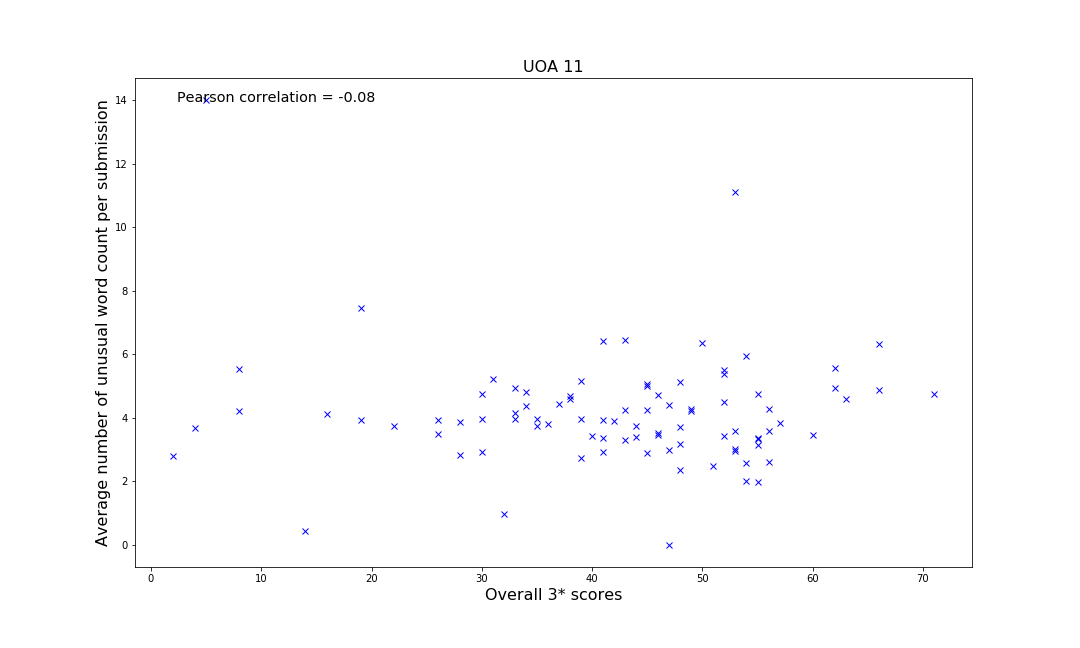 UOA 11
Pearson correlation = -0.08
Average number of unusual word count per submission
14
12
10
8
6
4
2
0
0 10 20 30 40 50 60 70
Overall 3* scores